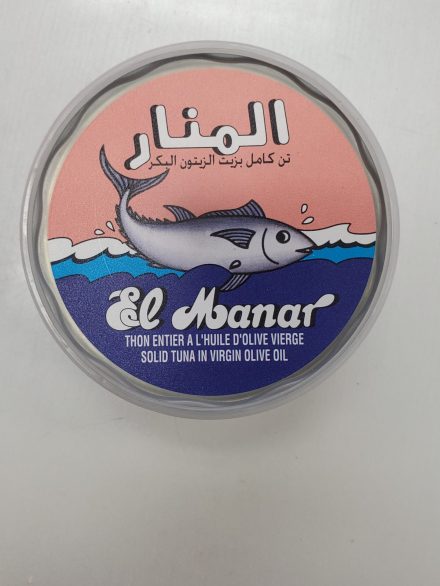 المنار
تن كامل بزيت الزيتون البكر
El Manar
THON ENTIER A L'HUILE D'OLIVE VIERGE
SOLID TUNA IN VIRGIN OLIVE OIL